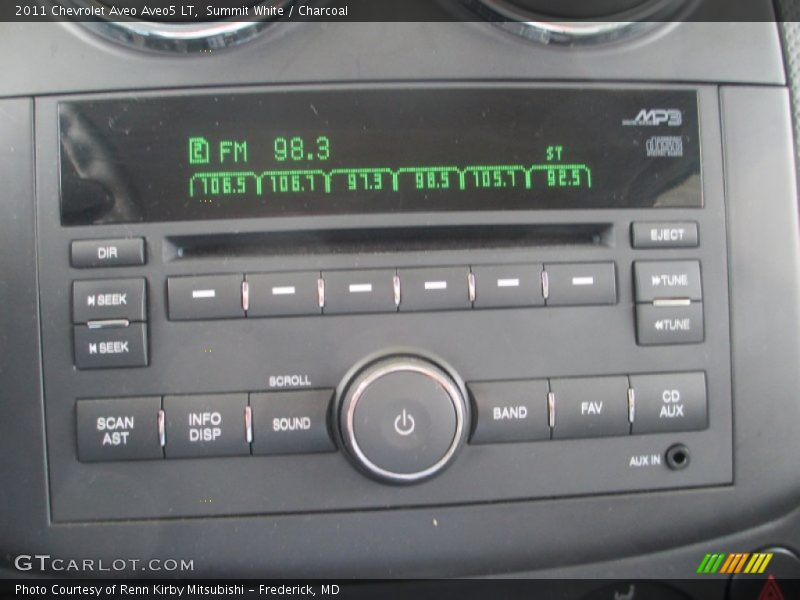 2011 Chevrolet Aveo Aveo5 LT, Summit White / Charcoal
MP3
FM 98.3 ST
106.5 106.7 97.3 98.5 105.7 92.5
DIR
EJECT
SEEK
SEEK
TUNE
TUNE
SCROLL
SCAN AST
INFO DISP
SOUND
BAND
FAV
CD AUX
AUX IN
GTCARLOT.COM
Photo Courtesy of Renn Kirby Mitsubishi – Frederick, MD